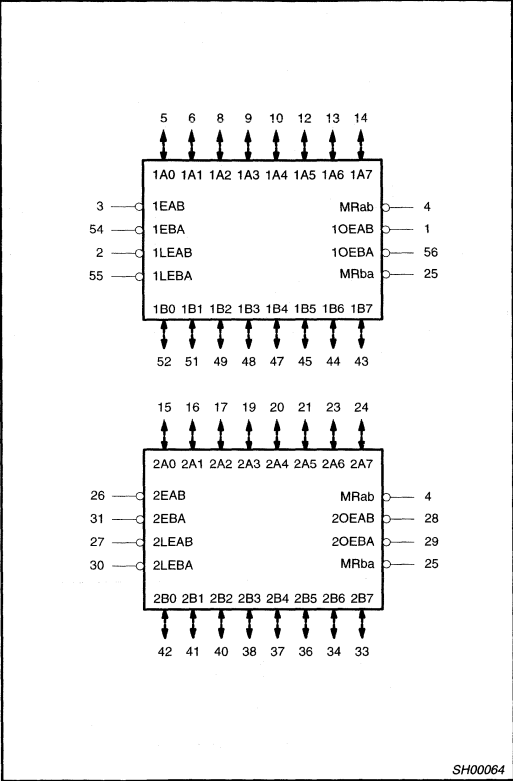 5 6 8 9 10 12 13 14
1A0 1A1 1A2 1A3 1A4 1A5 1A6 1A7
3 1EAB MRab 4
54 1EBA 1OEAB 1
2 1LEAB 1OEBA 56
55 1LEBA MRba 25
1B0 1B1 1B2 1B3 1B4 1B5 1B6 1B7
52 51 49 48 47 45 44 43
15 16 17 19 20 21 23 24
2A0 2A1 2A2 2A3 2A4 2A5 2A6 2A7
26 2EAB MRab 4
31 2EBA 2OEAB 28
27 2LEAB 2OEBA 29
30 2LEBA MRba 25
2B0 2B1 2B2 2B3 2B4 2B5 2B6 2B7
42 41 40 38 37 36 34 33
SH00064